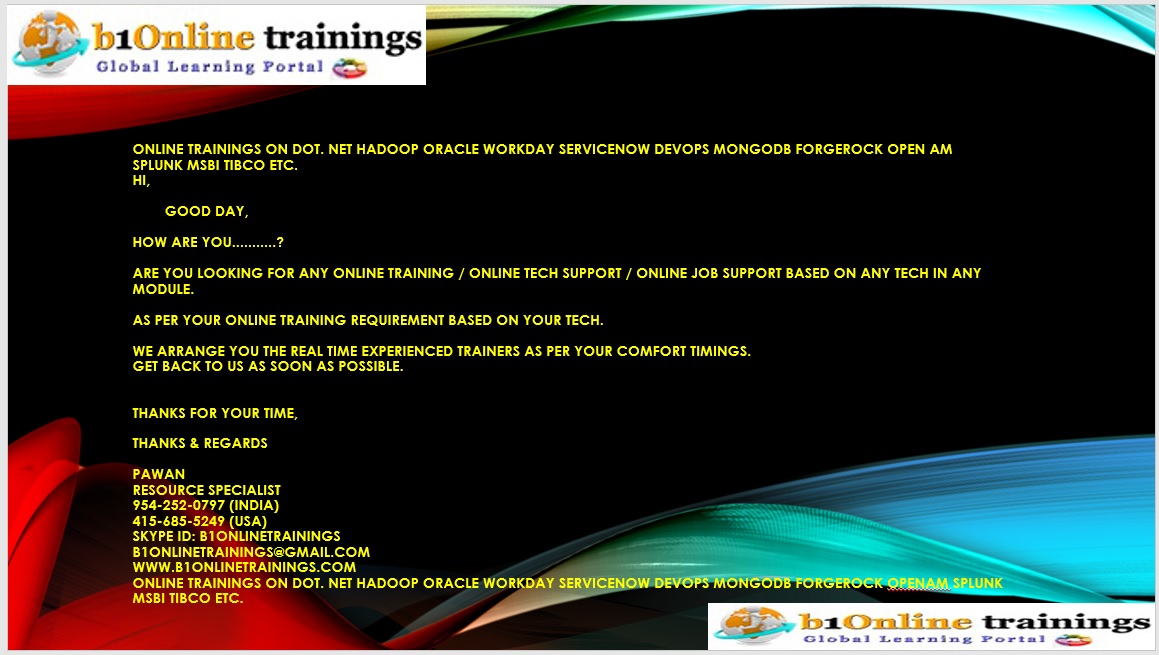 b1Online trainings
Global Learning Portal
ONLINE TRAININGS ON DOT. NET HADOOP ORACLE WORKDAY SERVICENOW DEVOPS MONGODB FORGEROCK OPEN AM
SPLUNK MSBI TIBCO ETC.
HI,
GOOD DAY,
HOW ARE YOU...........?
ARE YOU LOOKING FOR ANY ONLINE TRAINING / ONLINE TECH SUPPORT / ONLINE JOB SUPPORT BASED ON ANY TECH IN ANY
MODULE.
AS PER YOUR ONLINE TRAINING REQUIREMENT BASED ON YOUR TECH.
WE ARRANGE YOU THE REAL TIME EXPERIENCED TRAINERS AS PER YOUR COMFORT TIMINGS.
GET BACK TO US AS SOON AS POSSIBLE.
THANKS FOR YOUR TIME,
THANKS & REGARDS
PAWAN
RESOURCE SPECIALIST
954-252-0797 (INDIA)
415-685-5249 (USA)
SKYPE ID: B1ONLINETRAININGS
B1ONLINETRAININGS@GMAIL.COM
WWW.B1ONLINETRAININGS.COM
ONLINE TRAININGS ON DOT. NET HADOOP ORACLE WORKDAY SERVICENOW DEVOPS MONGODB FORGEROCK OPENAM SPLUNK
MSBI TIBCO ETC.
b1Online trainings
Global Learning Portal